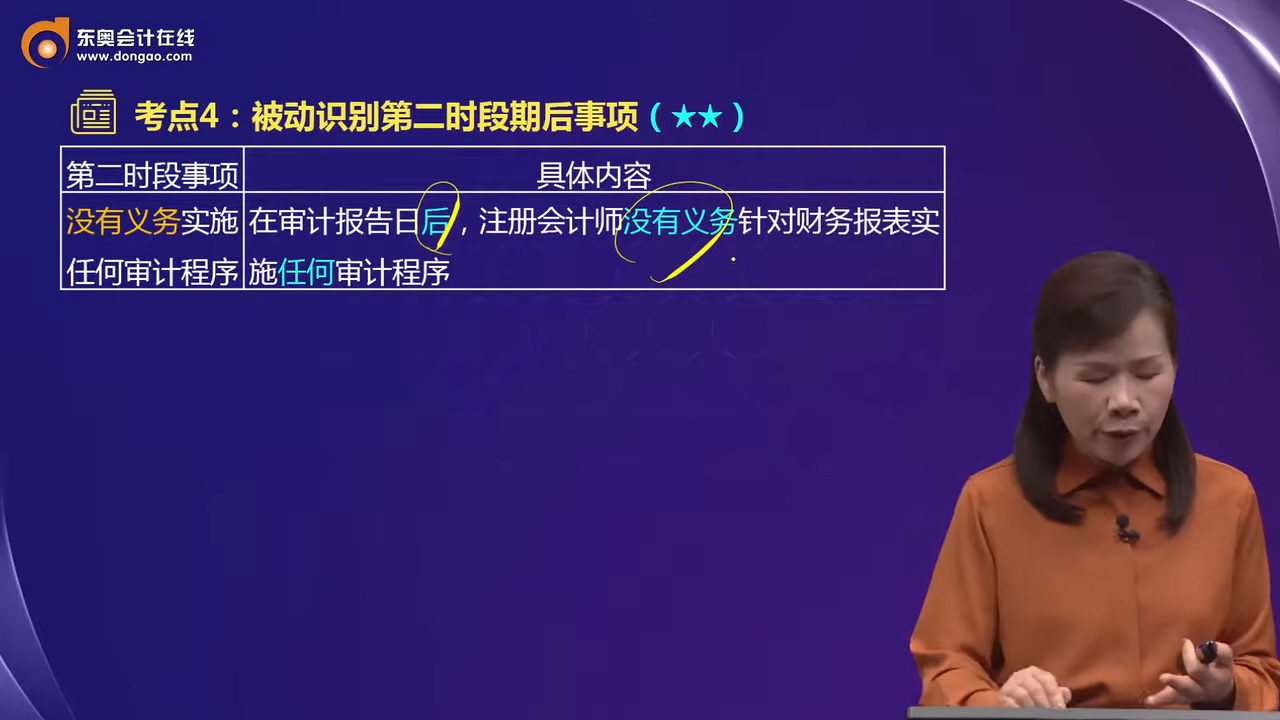 东奥会计在线
www.dongao.com
考点4：被动识别第二时段期后事项（★★）
第二时段事项
具体内容
没有义务实施
任何审计程序
在审计报告日后，注册会计师没有义务针对财务报表实
施任何审计程序